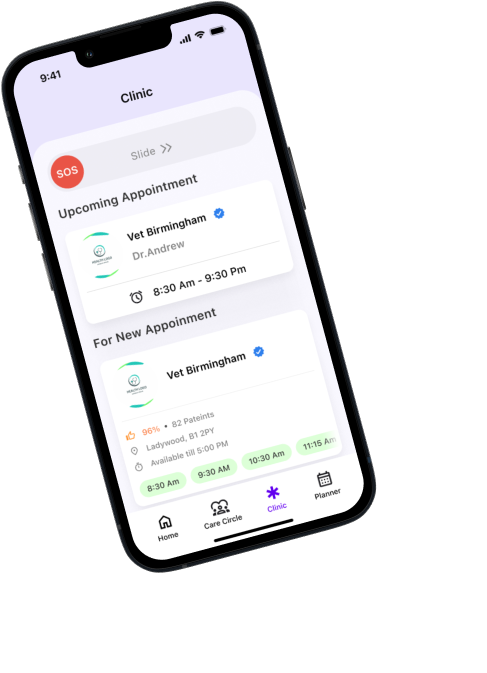 9:41
Clinic
SOS
Slide
Upcoming Appointment
Vet Birmingham
Dr.Andrew
8:30 Am - 9:30 Pm
For New Appoinment
Vet Birmingham
96% • 82 Pateints
Ladywood, B1 2PY
Available till 5:00 PM
8:30 Am 9:30 AM 10:30 Am 11:15 Am
Home Care Circle Clinic Planner